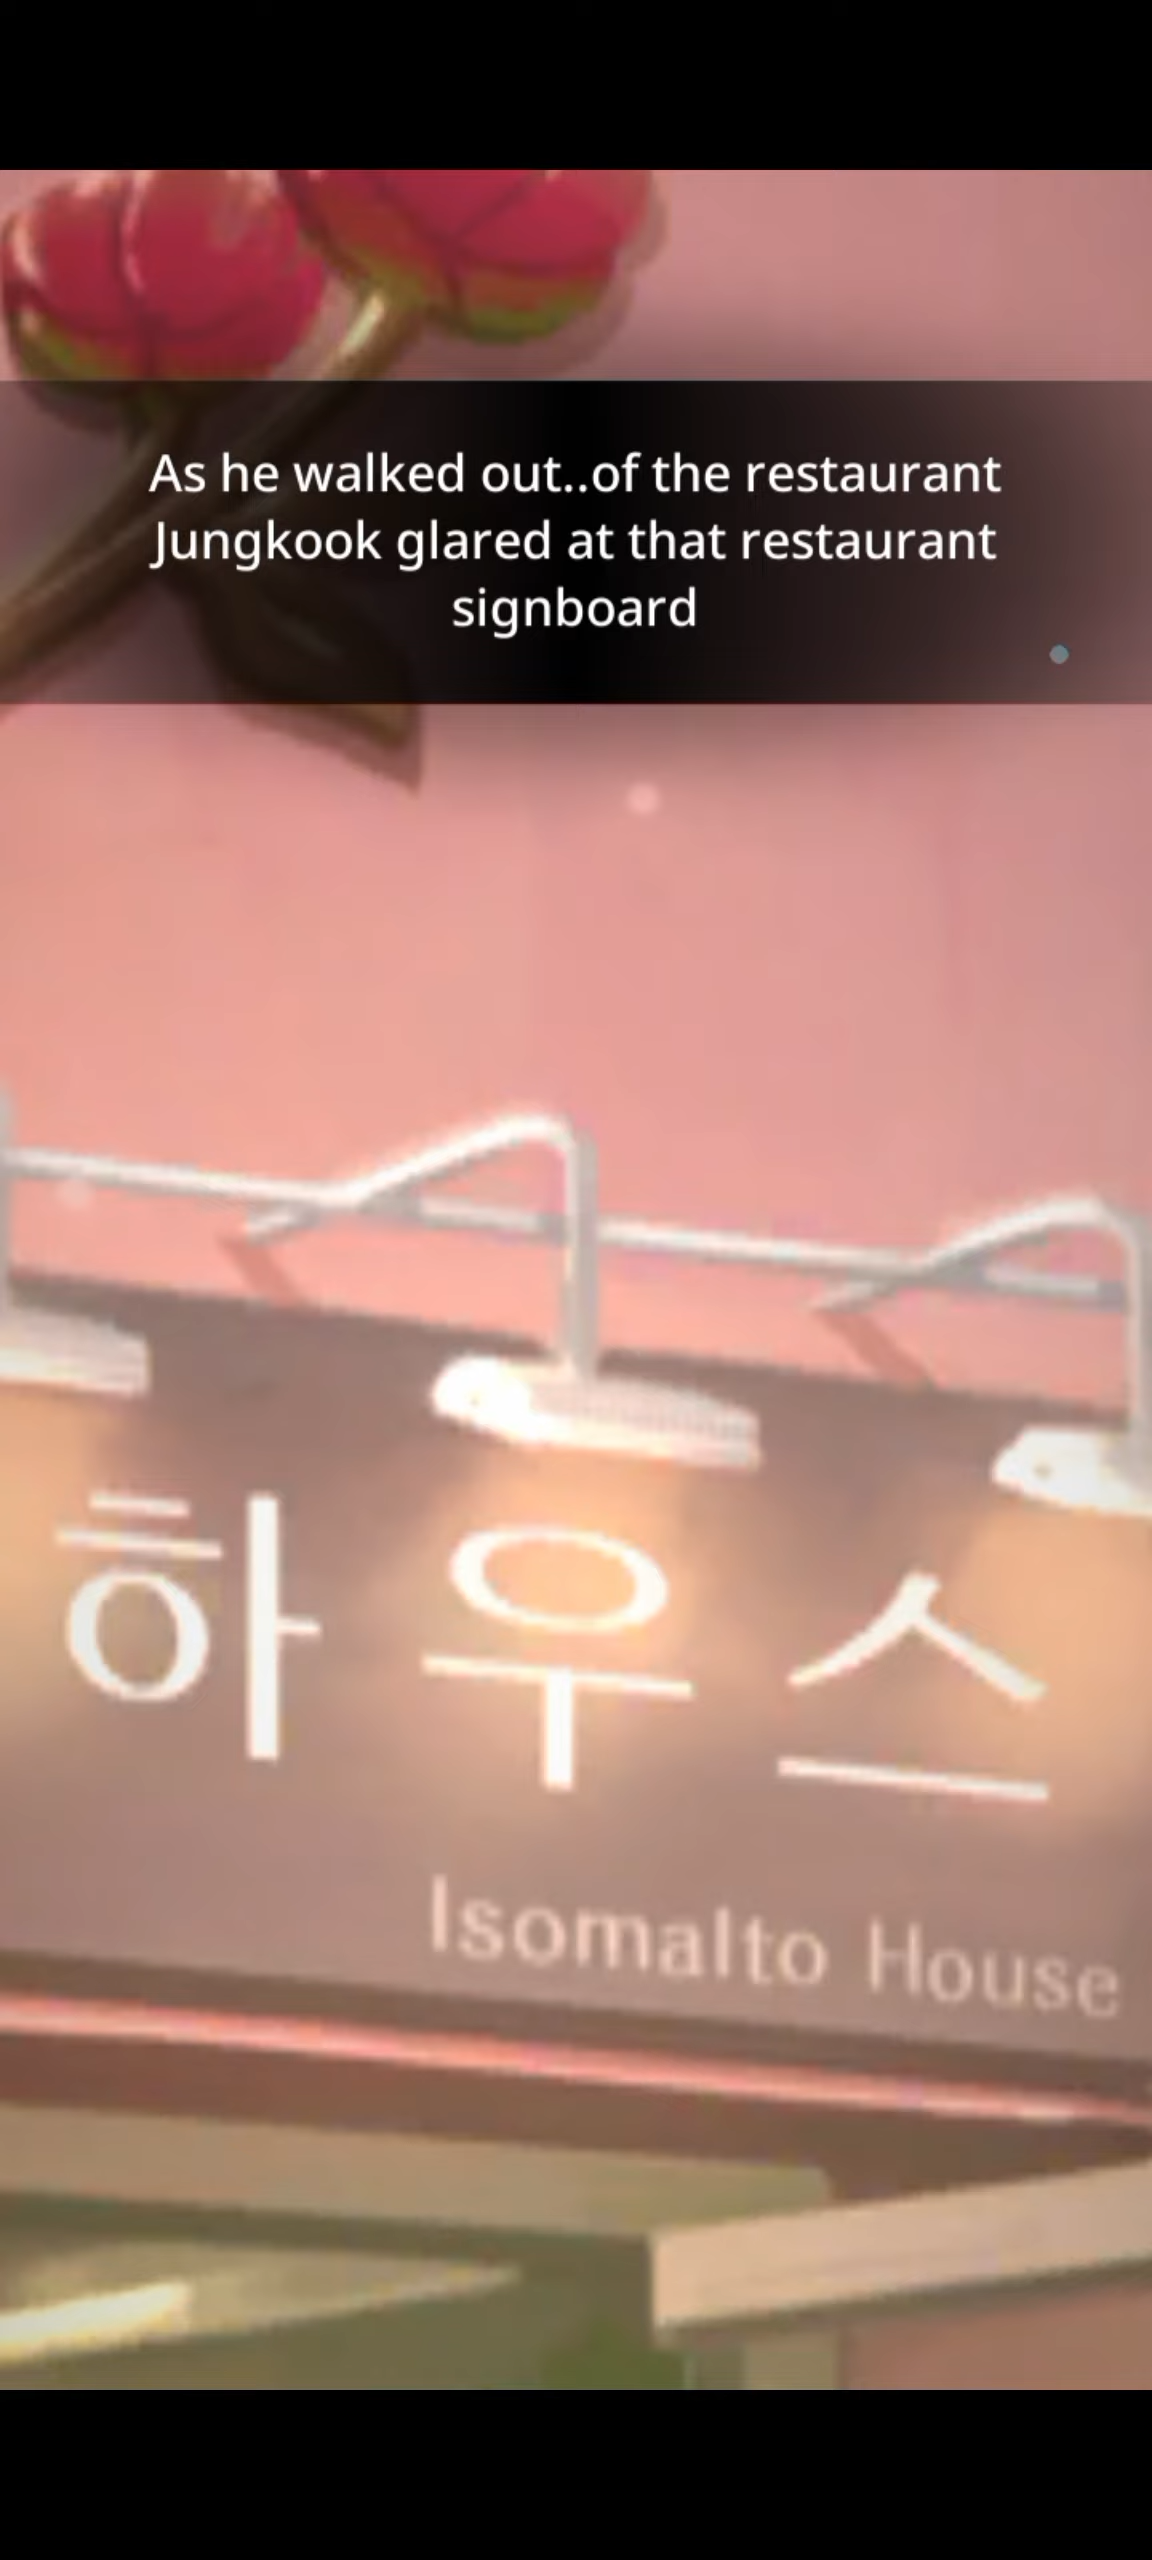 As he walked out..of the restaurant
Jungkook glared at that restaurant
signboard
하우스
Isomalto House